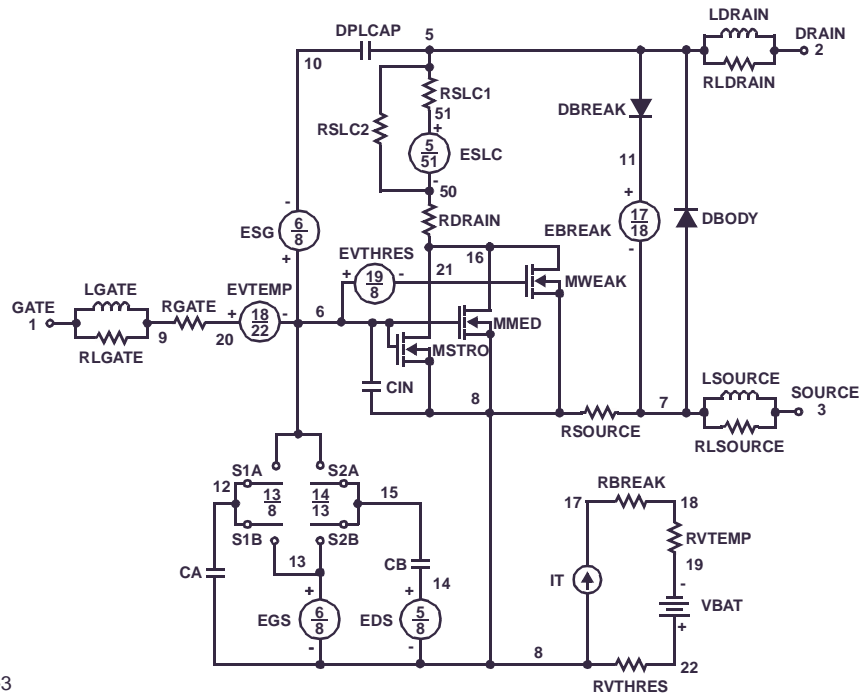 LDRAIN
DPLCAP
5
DRAIN
2
10
RLDRAIN
RSLC1
51
DBREAK
RSLC2
+
5
51
ESLC
-
50
11
-
+
17
18
DBODY
6
8
ESG
RDRAIN
EBREAK
+
EVTHRES
16
-
21
+
19
8
-
MWEAK
LGATE
EVTEMP
GATE
1
RGATE
+
18
22
-
6
MMED
9
20
RLGATE
MSTRO
CIN
8
LSOURCE
7
SOURCE
3
RSOURCE
RLSOURCE
S1A
S2A
12
13
8
14
13
15
RBREAK
17
18
S1B
S2B
RVTEMP
13
CB
CA
19
14
IT
-
+
+
VBAT
EGS
6
8
EDS
5
8
+
-
-
8
22
RVTHRES
3